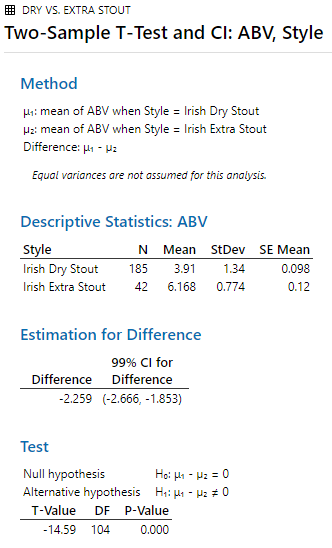 DRY VS. EXTRA STOUT
Two-Sample T-Test and CI: ABV, Style
Method
μ₁: mean of ABV when Style = Irish Dry Stout
μ₂: mean of ABV when Style = Irish Extra Stout
Difference: μ₁ - μ₂
Equal variances are not assumed for this analysis.
Descriptive Statistics: ABV
Style N Mean StDev SE Mean
Irish Dry Stout 185 3.91 1.34 0.098
Irish Extra Stout 42 6.168 0.774 0.12
Estimation for Difference
99% CI for
Difference Difference
-2.259 (-2.666, -1.853)
Test
Null hypothesis H₀: μ₁ - μ₂ = 0
Alternative hypothesis H₁: μ₁ - μ₂ ≠ 0
T-Value DF P-Value
-14.59 104 0.000